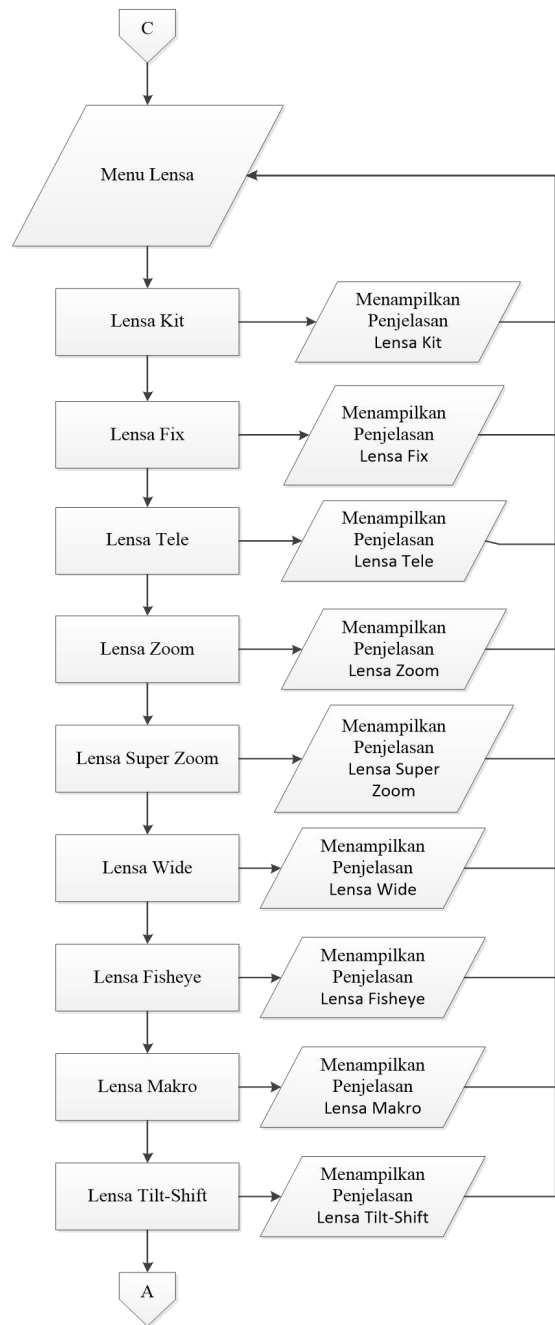 C
Menu Lensa
Lensa Kit
Menampilkan
Penjelasan
Lensa Kit
Lensa Fix
Menampilkan
Penjelasan
Lensa Fix
Lensa Tele
Menampilkan
Penjelasan
Lensa Tele
Lensa Zoom
Menampilkan
Penjelasan
Lensa Zoom
Lensa Super Zoom
Menampilkan
Penjelasan
Lensa Super
Zoom
Lensa Wide
Menampilkan
Penjelasan
Lensa Wide
Lensa Fisheye
Menampilkan
Penjelasan
Lensa Fisheye
Lensa Makro
Menampilkan
Penjelasan
Lensa Makro
Lensa Tilt-Shift
Menampilkan
Penjelasan
Lensa Tilt-Shift
A